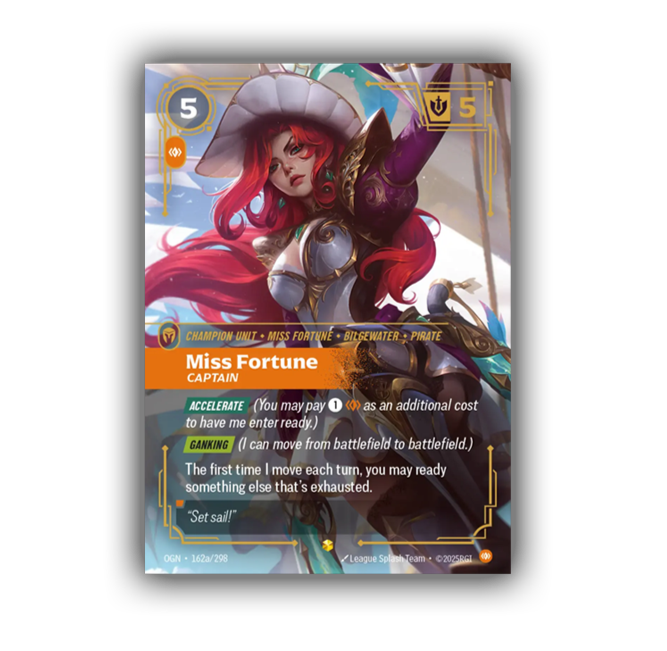 5
5
CHAMPION UNIT • MISS FORTUNE • BILGEWATER • PIRATE
Miss Fortune
CAPTAIN
ACCELERATE (You may pay 1 as an additional cost
to have me enter ready.)
GANKING (I can move from battlefield to battlefield.)
The first time I move each turn, you may ready
something else that's exhausted.
"Set sail!"
OGN • 162a/298
League Splash Team • ©2025RGI